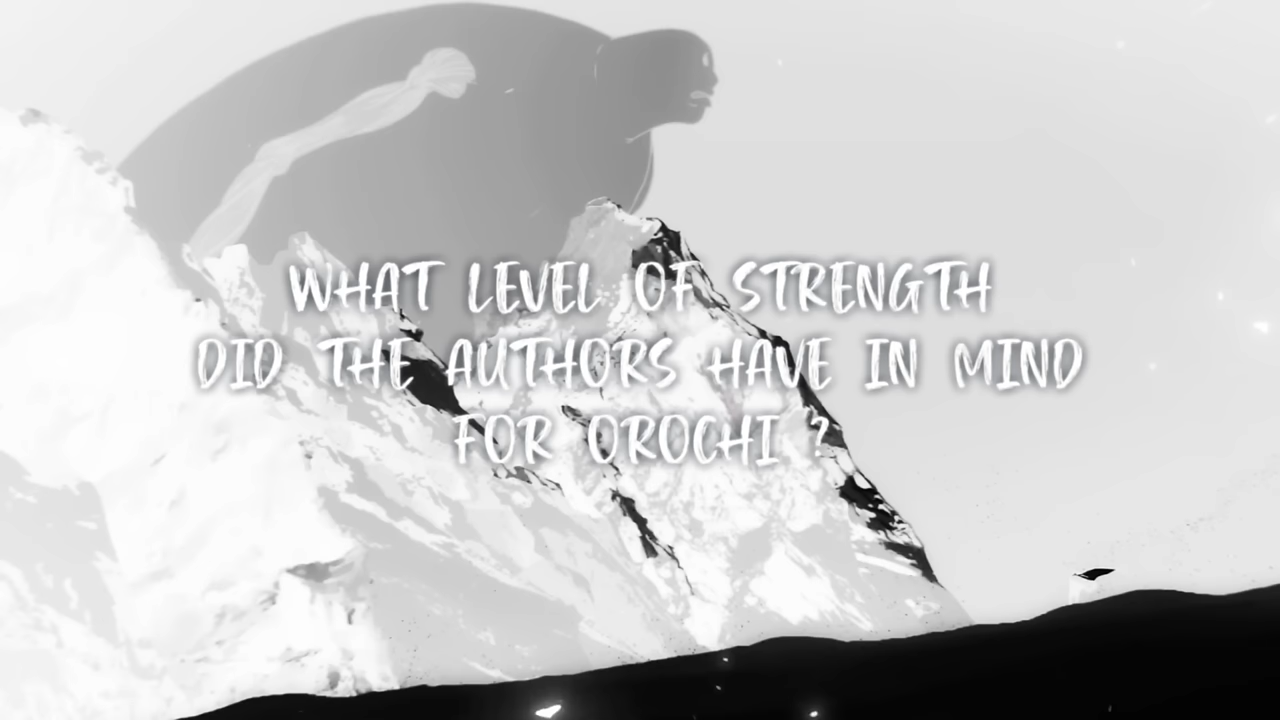 WHAT LEVEL OF STRENGTH
DID THE AUTHORS HAVE IN MIND
FOR OROCHI ?